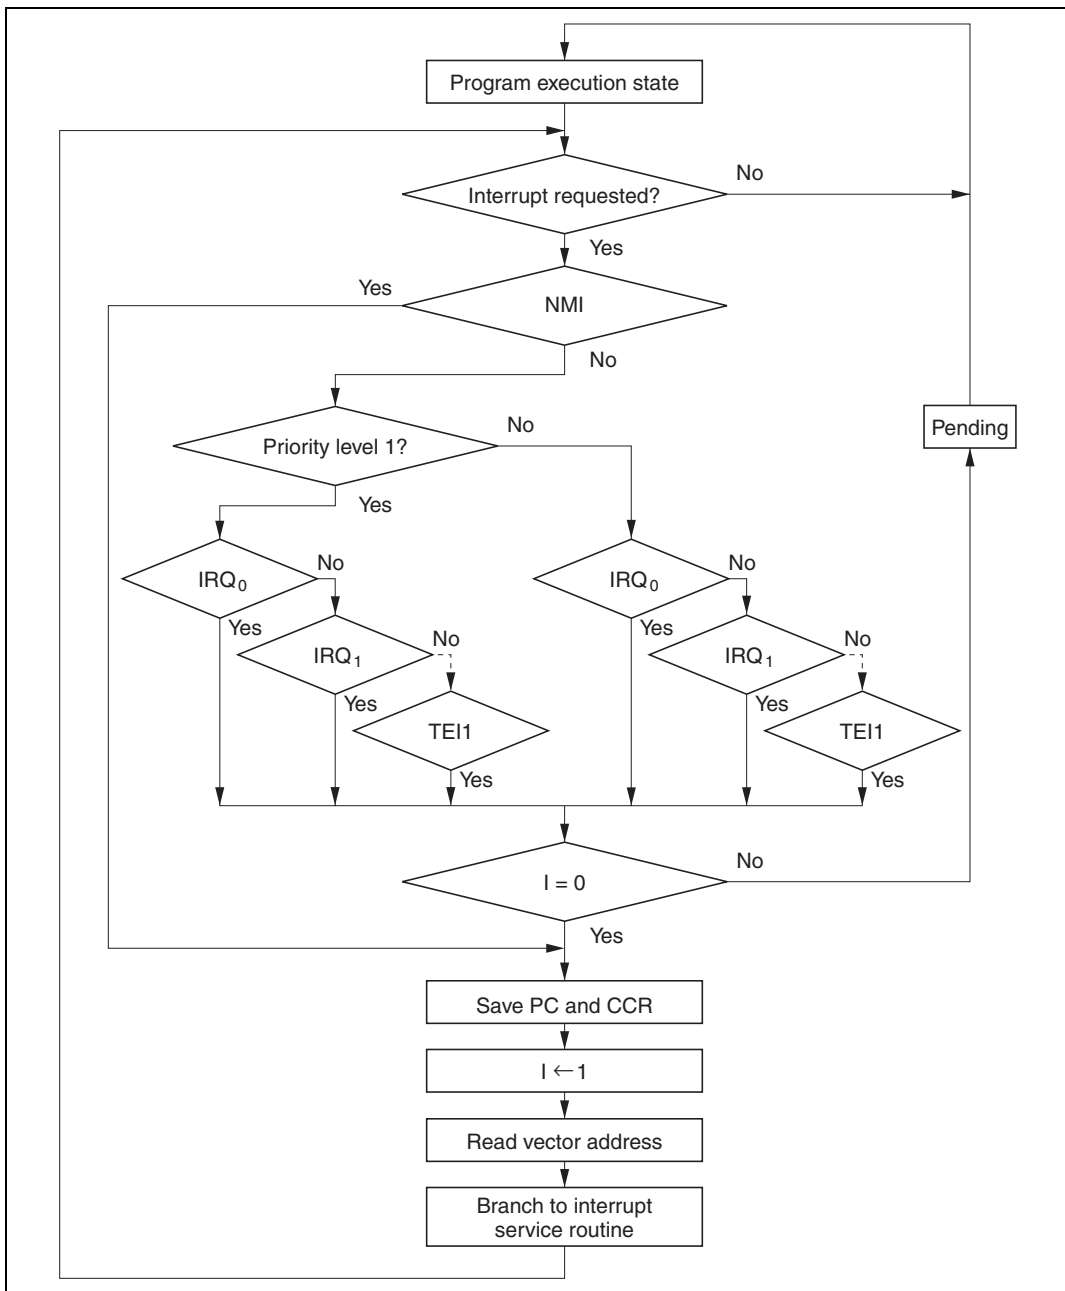 Program execution state
Interrupt requested?
No
Yes
NMI
Yes
No
Priority level 1?
No
Yes
Pending
IRQ0
No
Yes
IRQ1
No
Yes
TEI1
Yes
IRQ0
No
Yes
IRQ1
No
Yes
TEI1
Yes
I = 0
No
Yes
Save PC and CCR
I ← 1
Read vector address
Branch to interrupt
service routine